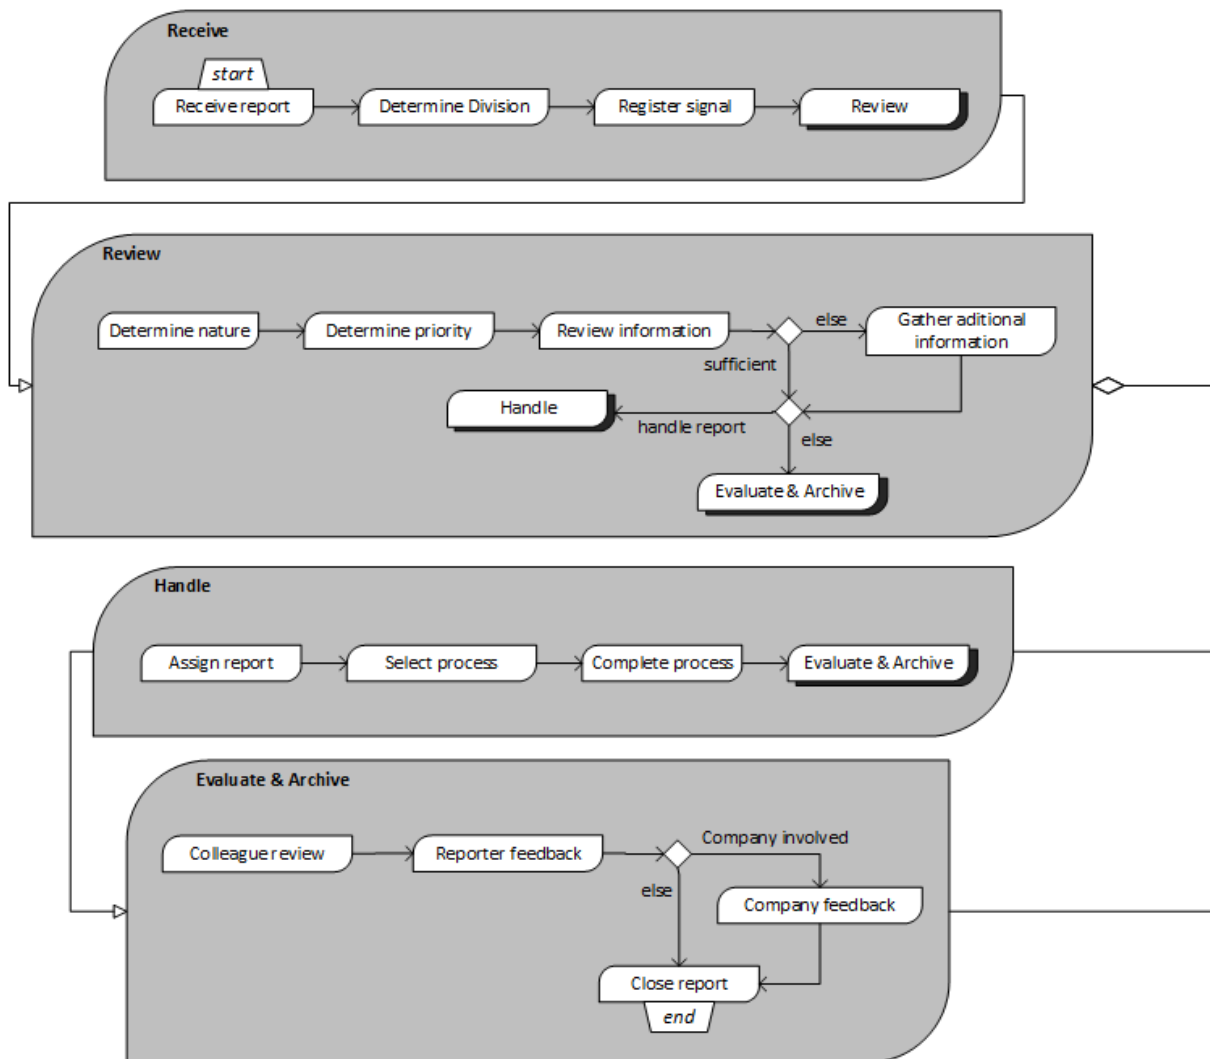 Receive
start
Receive report
Determine Division
Register signal
Review
Review
Determine nature
Determine priority
Review information
else
Gather aditional
information
sufficient
Handle
handle report
else
Evaluate & Archive
Handle
Assign report
Select process
Complete process
Evaluate & Archive
Evaluate & Archive
Colleague review
Reporter feedback
Company involved
else
Company feedback
Close report
end